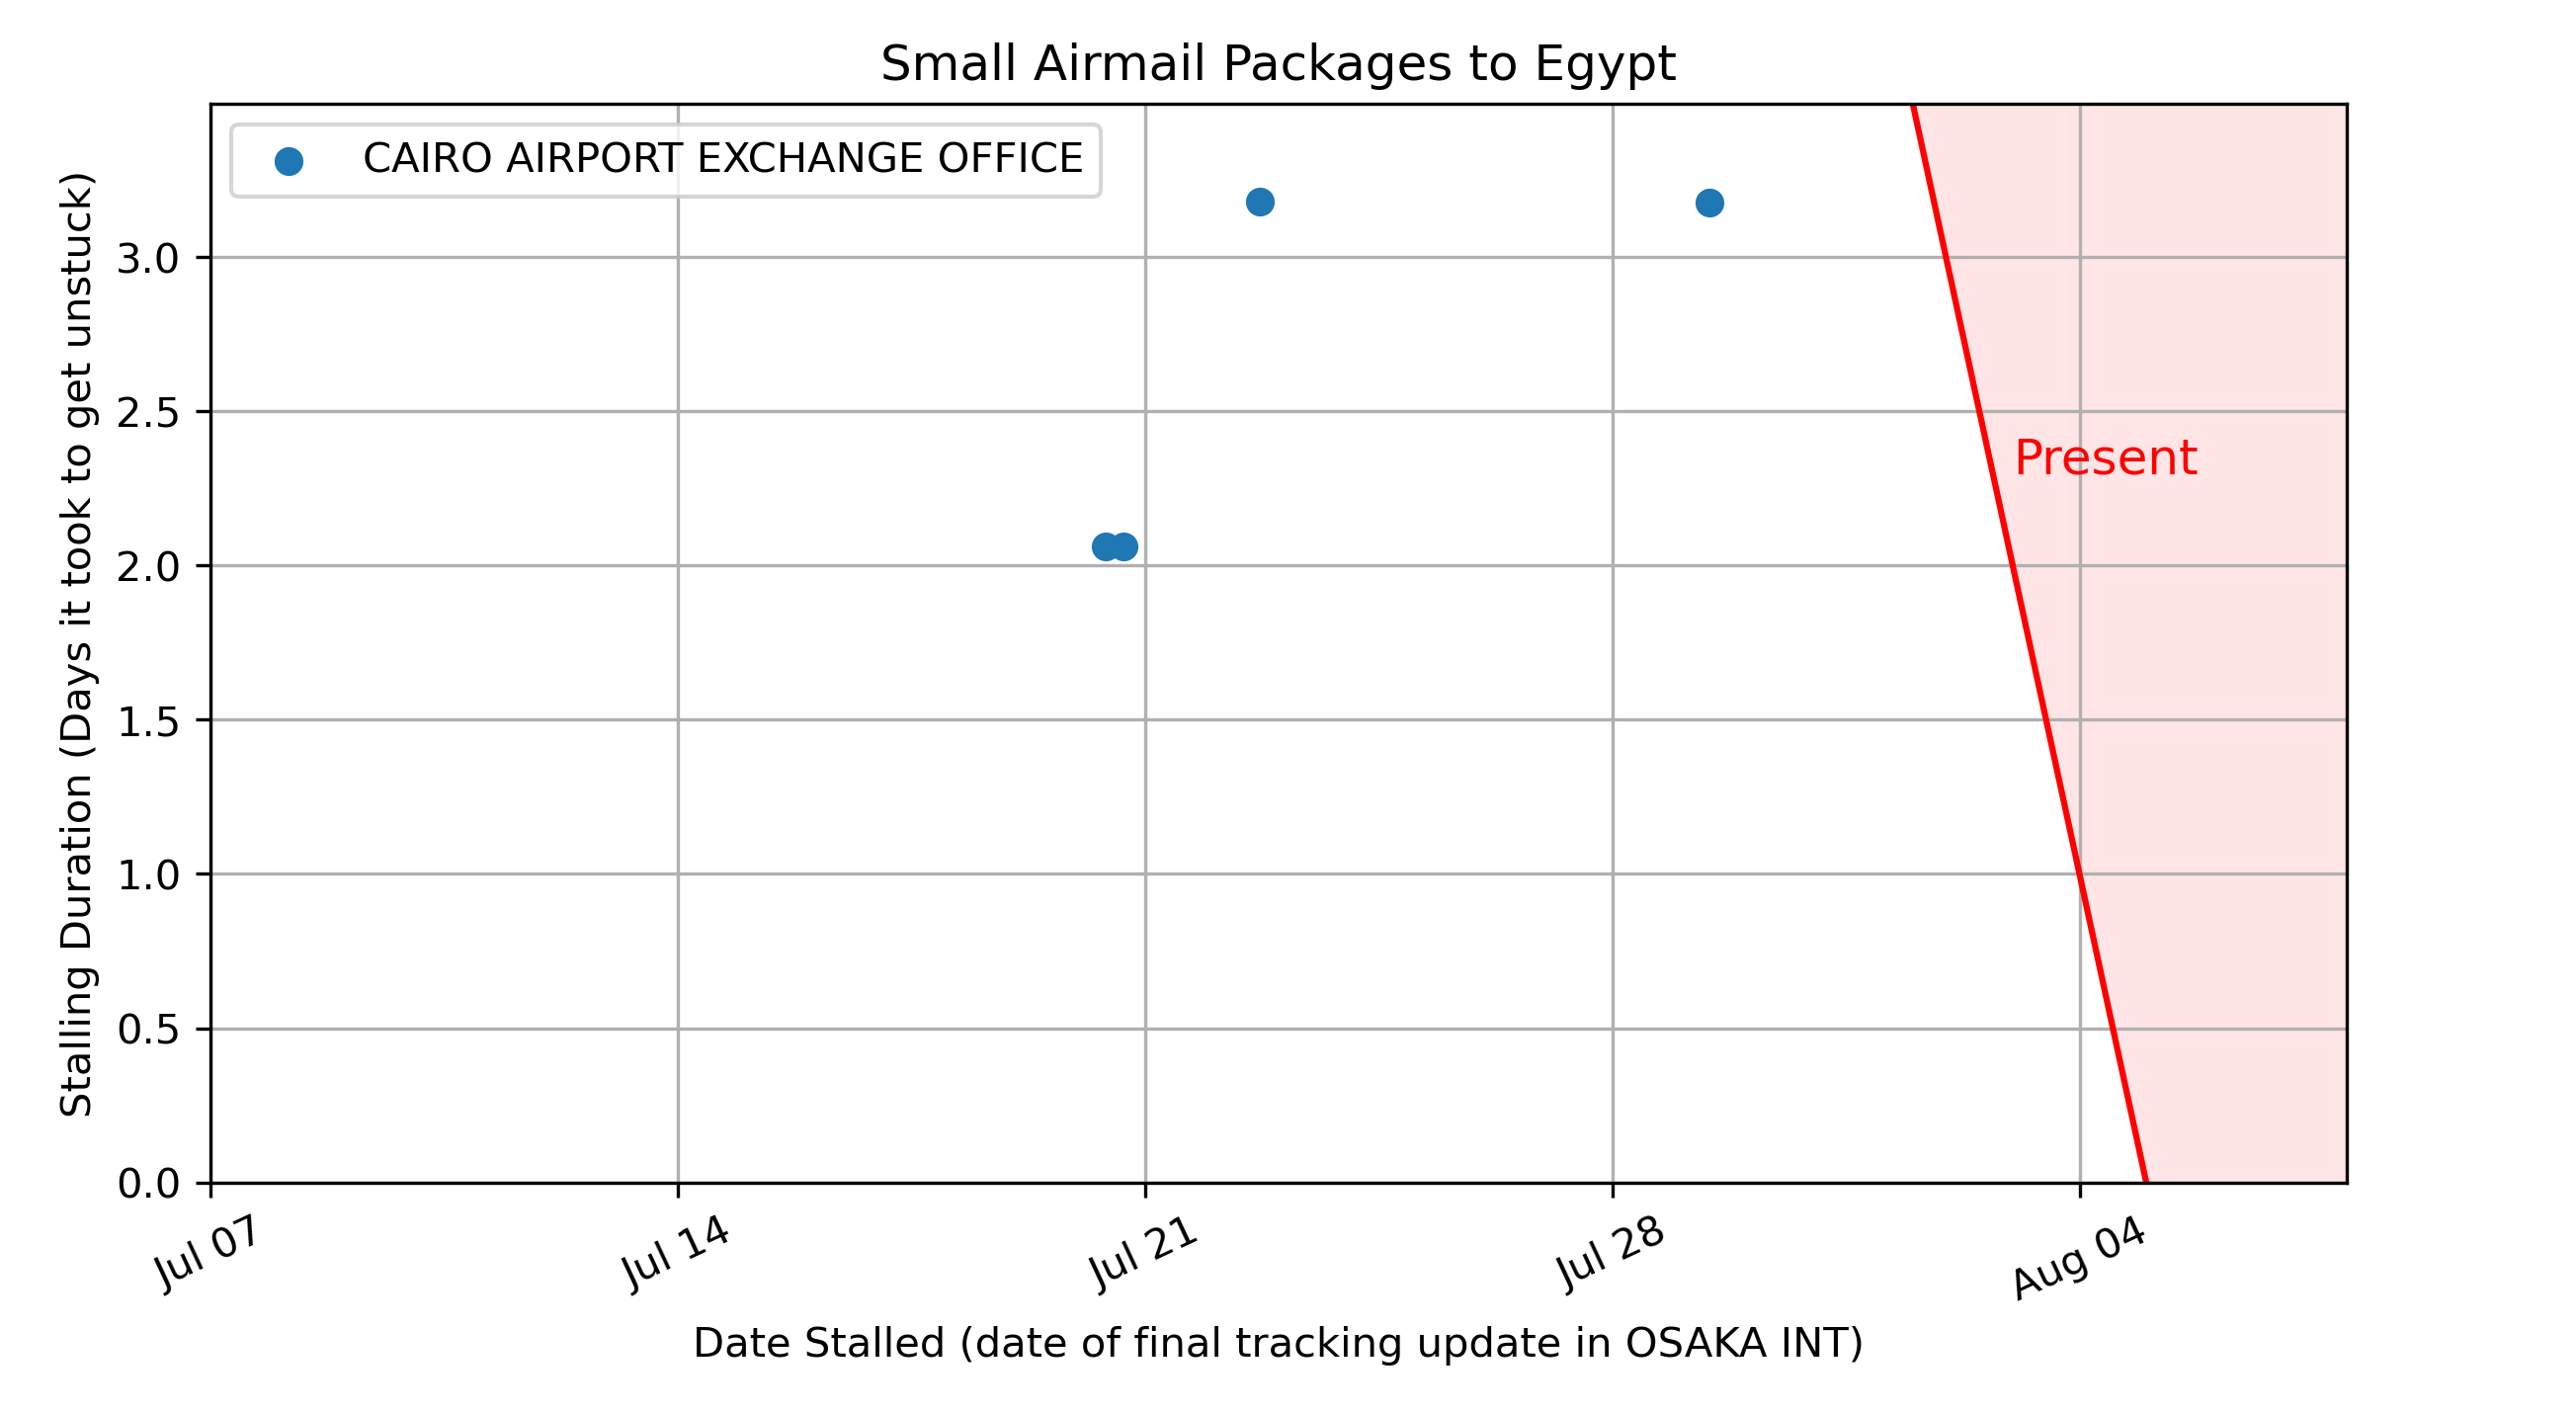 Small Airmail Packages to Egypt
CAIRO AIRPORT EXCHANGE OFFICE
Stalling Duration (Days it took to get unstuck)
3.0
2.5
2.0
1.5
1.0
0.5
0.0
Present
Jul 07
Jul 14
Jul 21
Jul 28
Aug 04
Date Stalled (date of final tracking update in OSAKA INT)